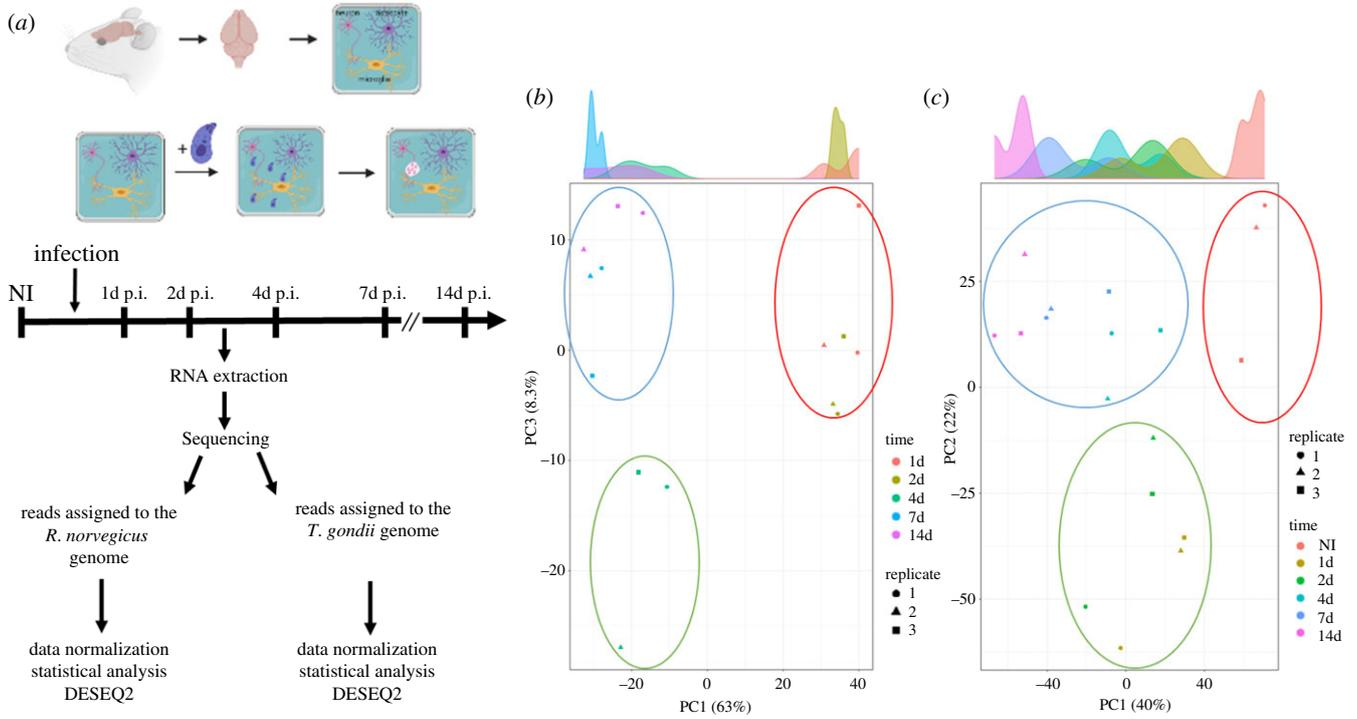 (a)
neuron
microglia
+
infection
NI
1d p.i.
2d p.i.
4d p.i.
7d p.i.
14d p.i.
//
RNA extraction
Sequencing
reads assigned to the
R. norvegicus
genome
reads assigned to the
T. gondii genome
data normalization
statistical analysis
DESEQ2
data normalization
statistical analysis
DESEQ2
(b)
PC3 (8.3%)
10
0
−10
−20
−20
0
20
40
PC1 (63%)
time
1d
2d
4d
7d
14d
replicate
1
2
3
(c)
PC2 (22%)
25
0
−25
−50
−40
0
40
PC1 (40%)
replicate
1
2
3
time
NI
1d
2d
4d
7d
14d